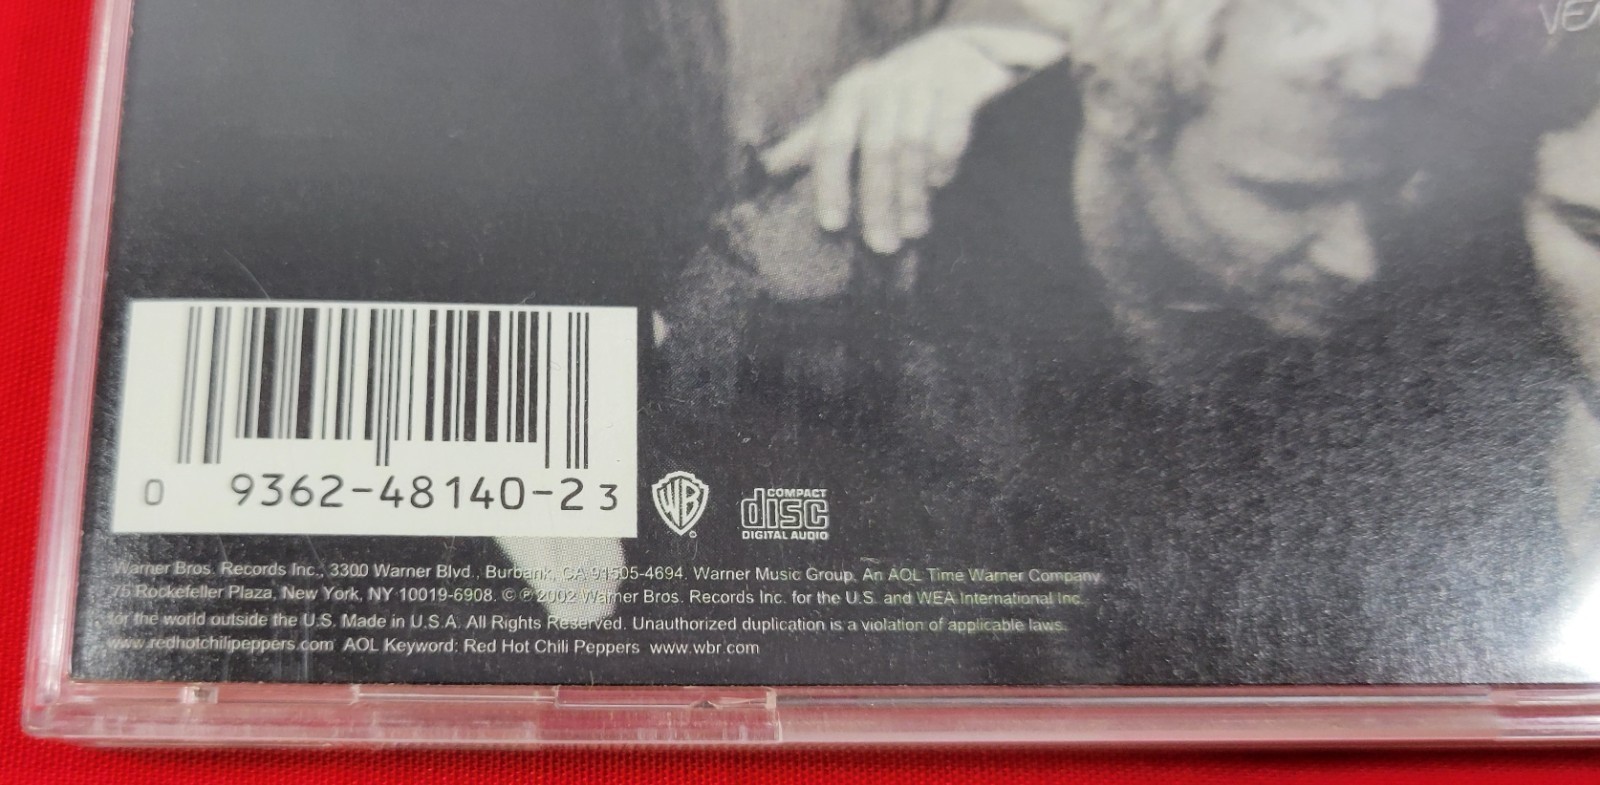 VE
0 9362-48140-2 3
WB
COMPACT
disc
DIGITAL AUDIO
Warner Bros. Records Inc., 3300 Warner Blvd., Burbank, CA 91505-4694. Warner Music Group, An AOL Time Warner Company.
75 Rockefeller Plaza, New York, NY 10019-6908. © ℗ 2002 Warner Bros. Records Inc. for the U.S. and WEA International Inc.
for the world outside the U.S. Made in U.S.A. All Rights Reserved. Unauthorized duplication is a violation of applicable laws.
www.redhotchilipeppers.com AOL Keyword: Red Hot Chili Peppers www.wbr.com